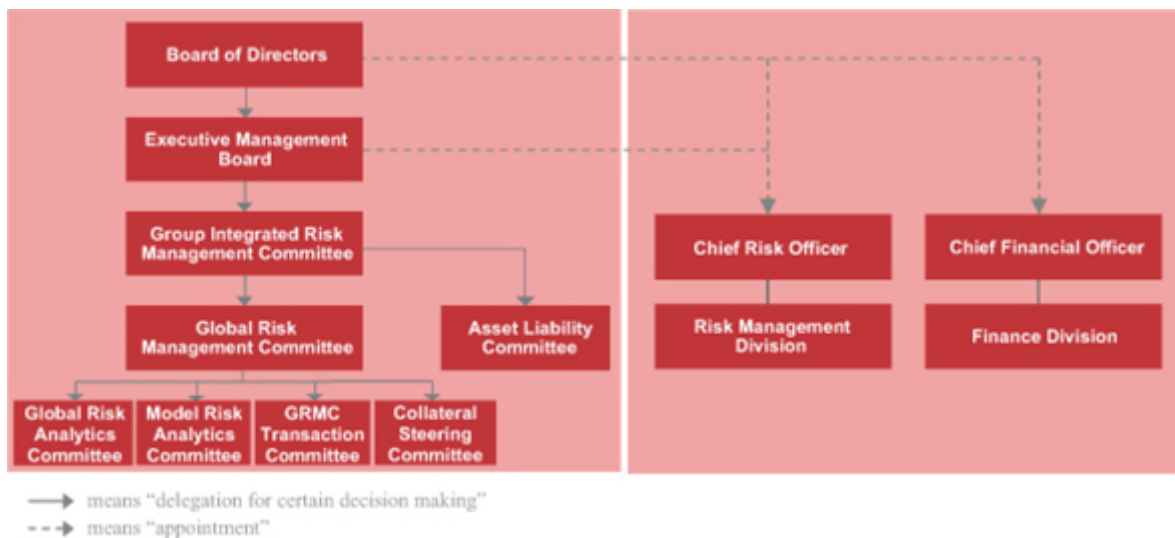 Board of Directors
Executive Management
Board
Group Integrated Risk
Management Committee
Chief Risk Officer
Chief Financial Officer
Global Risk
Management Committee
Asset Liability
Committee
Risk Management
Division
Finance Division
Global Risk
Analytics
Committee
Model Risk
Analytics
Committee
GRMC
Transaction
Committee
Collateral
Steering
Committee
means “delegation for certain decision making”
means “appointment”